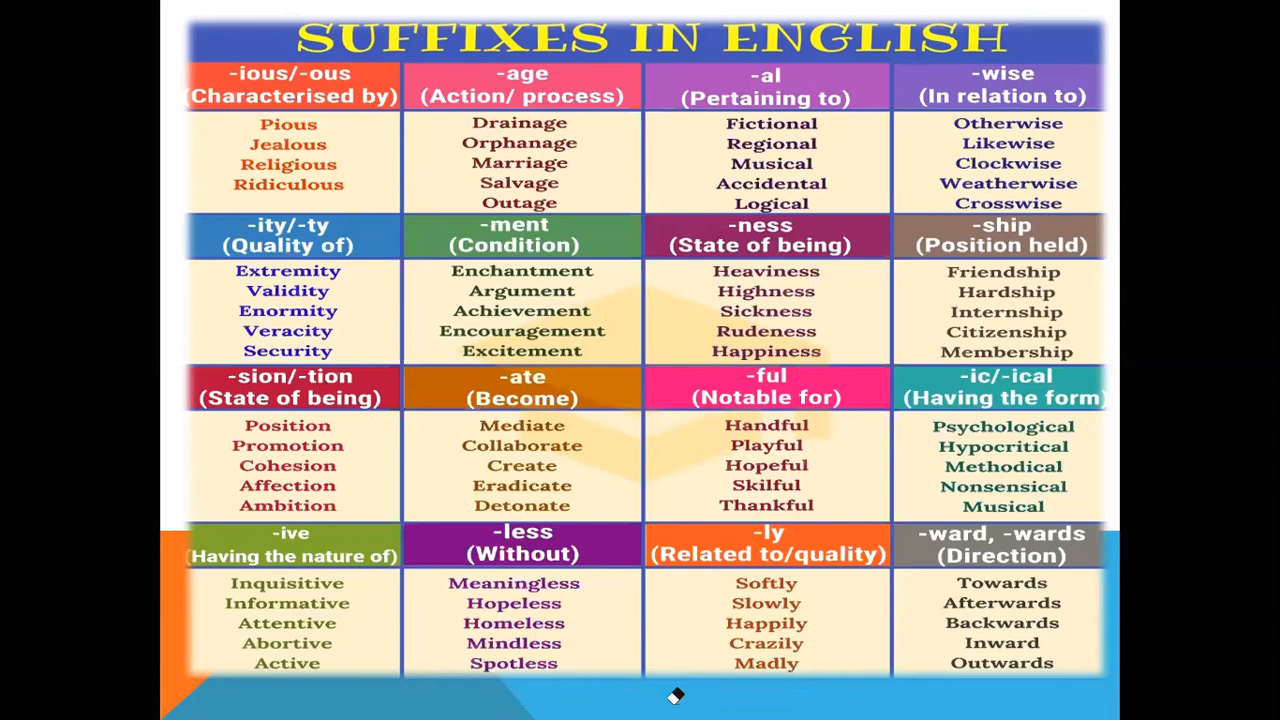 SUFFIXES IN ENGLISH
-ious/-ous
(Characterised by)
Pious
Jealous
Religious
Ridiculous
-age
(Action/ process)
Drainage
Orphanage
Marriage
Salvage
Outage
-al
(Pertaining to)
Fictional
Regional
Musical
Accidental
Logical
-wise
(In relation to)
Otherwise
Likewise
Clockwise
Weatherwise
Crosswise
-ity/-ty
(Quality of)
Extremity
Validity
Enormity
Veracity
Security
-ment
(Condition)
Enchantment
Argument
Achievement
Encouragement
Excitement
-ness
(State of being)
Heaviness
Highness
Sickness
Rudeness
Happiness
-ship
(Position held)
Friendship
Hardship
Internship
Citizenship
Membership
-sion/-tion
(State of being)
Position
Promotion
Cohesion
Affection
Ambition
-ate
(Become)
Mediate
Collaborate
Create
Eradicate
Detonate
-ful
(Notable for)
Handful
Playful
Hopeful
Skilful
Thankful
-ic/-ical
(Having the form)
Psychological
Hypocritical
Methodical
Nonsensical
Musical
-ive
(Having the nature of)
Inquisitive
Informative
Attentive
Abortive
Active
-less
(Without)
Meaningless
Hopeless
Homeless
Mindless
Spotless
-ly
(Related to/quality)
Softly
Slowly
Happily
Crazily
Madly
-ward, -wards
(Direction)
Towards
Afterwards
Backwards
Inward
Outwards